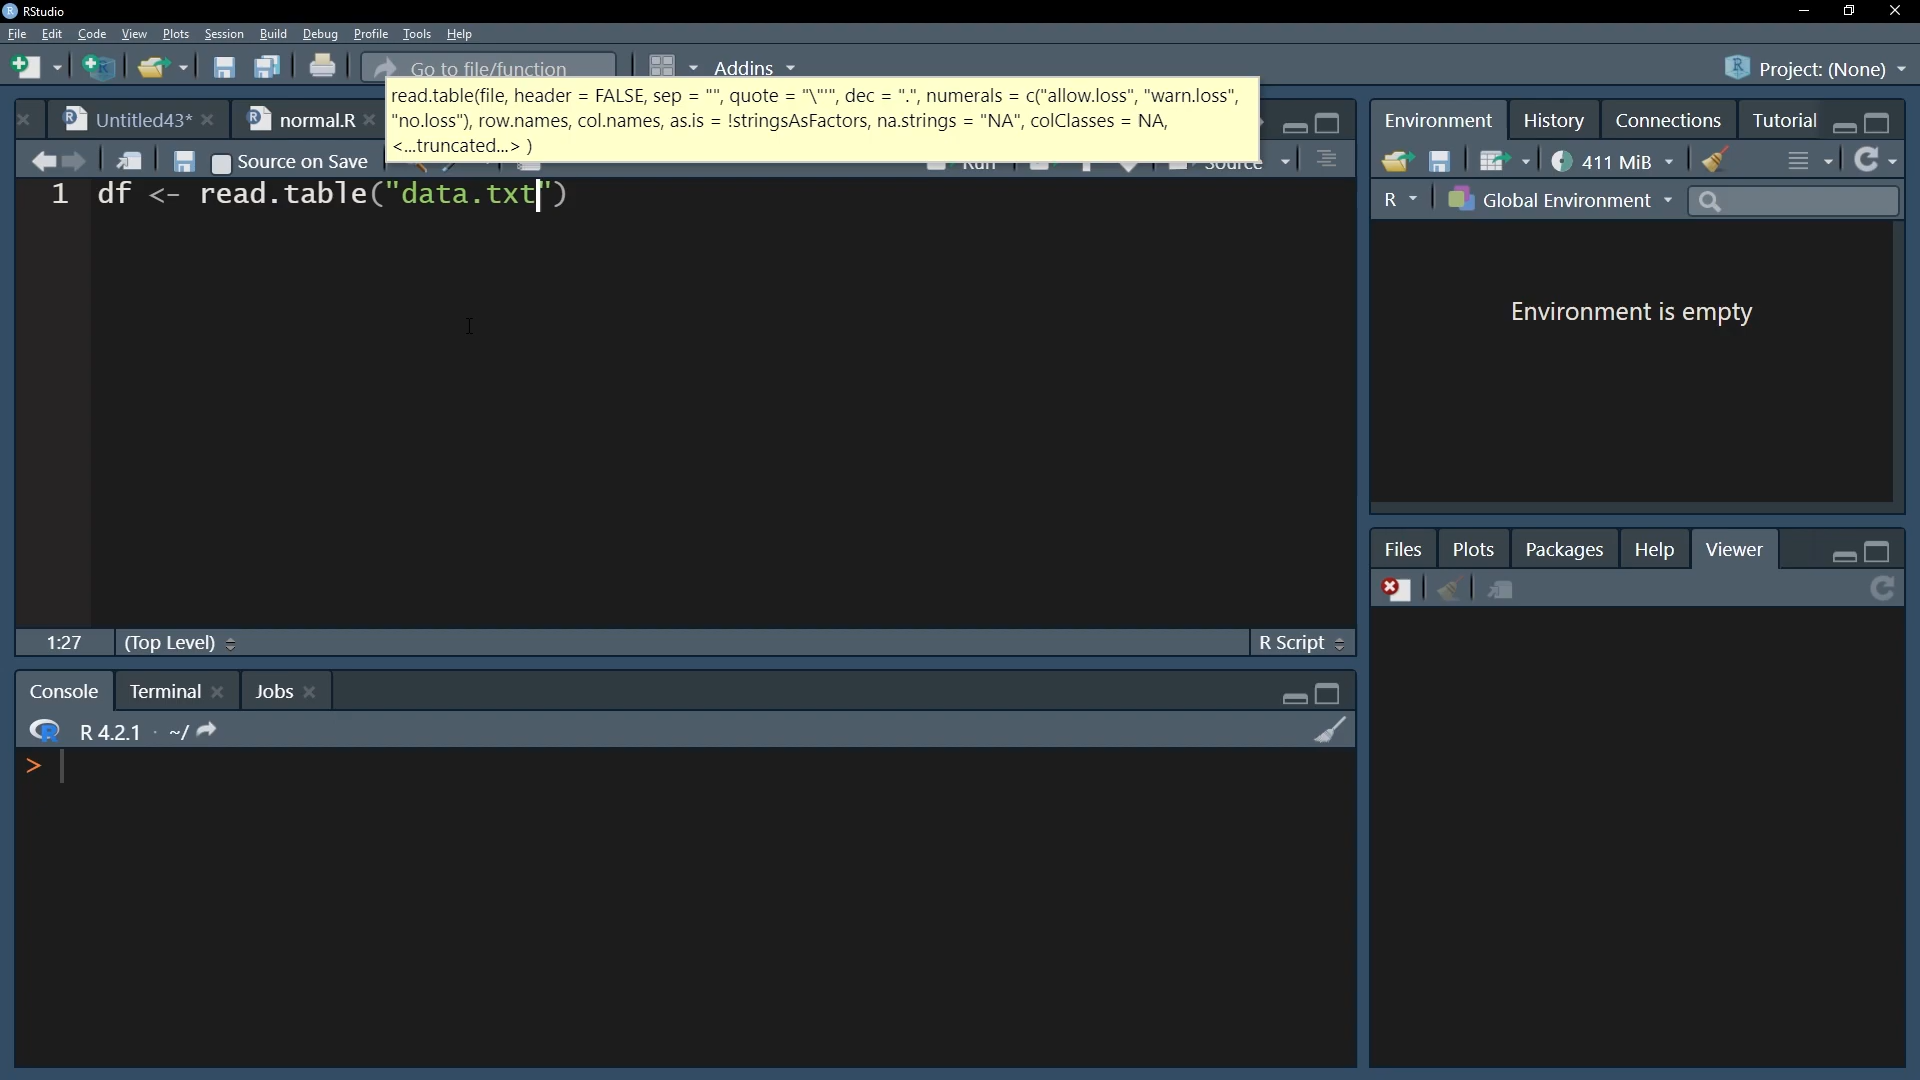 RStudio
File Edit Code View Plots Session Build Debug Profile Tools Help
Go to file/function Addins Project: (None)
read.table(file, header = FALSE, sep = "", quote = "\"'", dec = ".", numerals = c("allow.loss", "warn.loss",
"no.loss"), row.names, col.names, as.is = !stringsAsFactors, na.strings = "NA", colClasses = NA,
<...truncated...> )
Untitled43* normal.R
Source on Save Run Source
1 df <- read.table("data.txt")
1:27 (Top Level) R Script
Console Terminal Jobs
R 4.2.1 · ~/
>
Environment History Connections Tutorial
411 MiB
R Global Environment
Environment is empty
Files Plots Packages Help Viewer